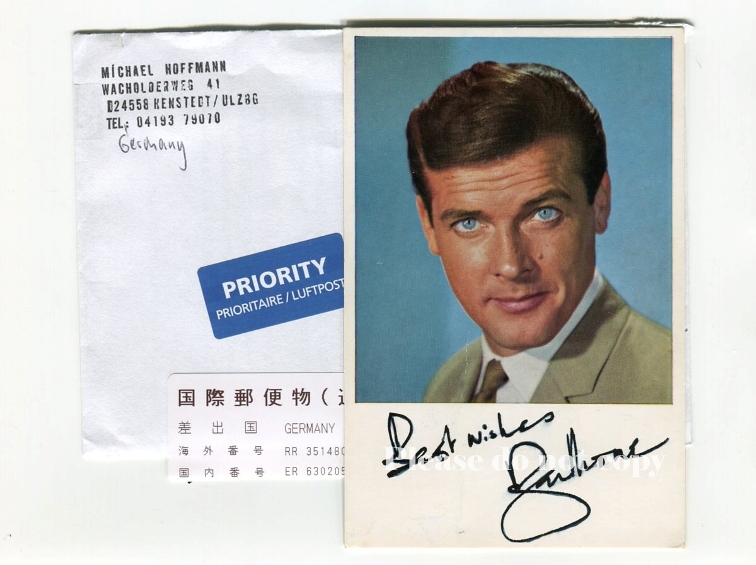 MICHAEL HOFFMANN
WACHOLDERWEG 41
D24558 HENSTEDT/ULZBG
TEL: 04193 79070
Germany
PRIORITY
PRIORITAIRE / LUFTPOST
国際郵便物(
差出国 GERMANY
海外番号 RR 35148
国内番号 ER 630205
Best wishes
Please do not copy